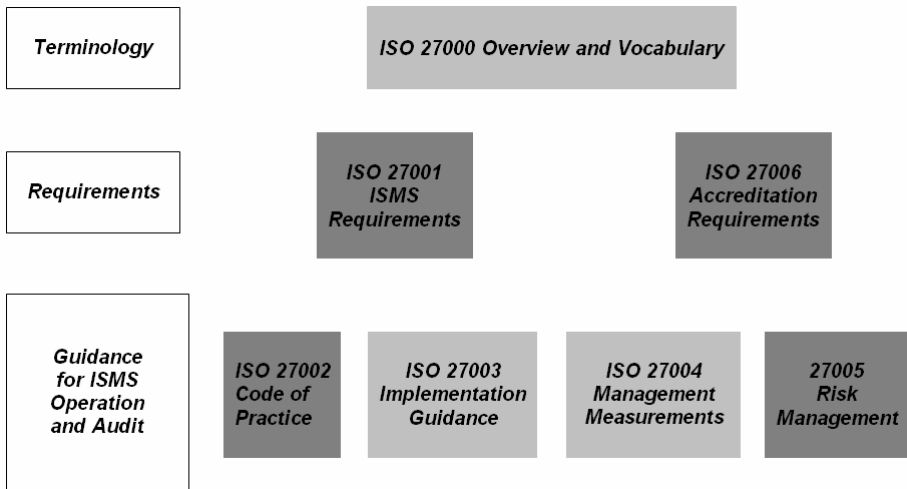 Terminology
ISO 27000 Overview and Vocabulary
Requirements
ISO 27001
ISMS
Requirements
ISO 27006
Accreditation
Requirements
Guidance
for ISMS
Operation
and Audit
ISO 27002
Code of
Practice
ISO 27003
Implementation
Guidance
ISO 27004
Management
Measurements
27005
Risk
Management